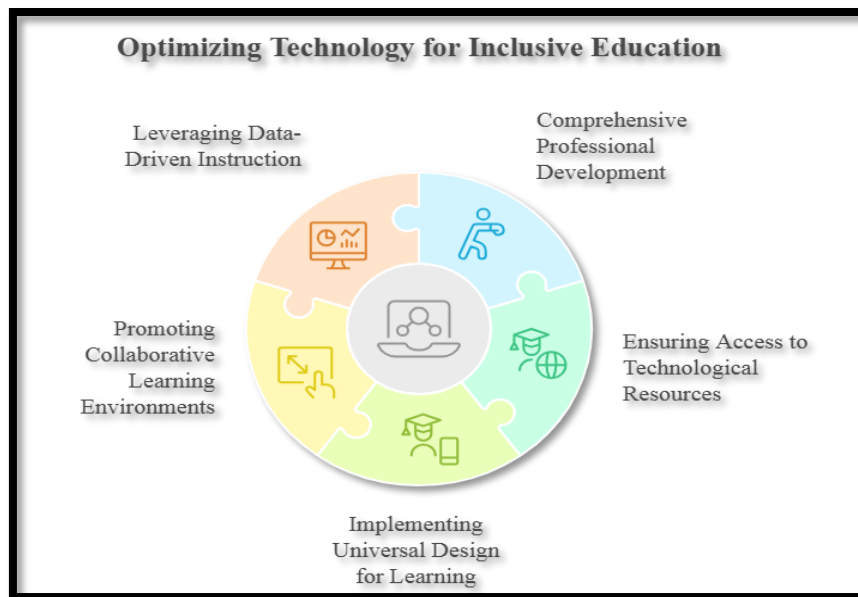 Optimizing Technology for Inclusive Education
Leveraging Data-
Driven Instruction
Comprehensive
Professional
Development
Promoting
Collaborative
Learning
Environments
Ensuring Access to
Technological
Resources
Implementing
Universal Design
for Learning